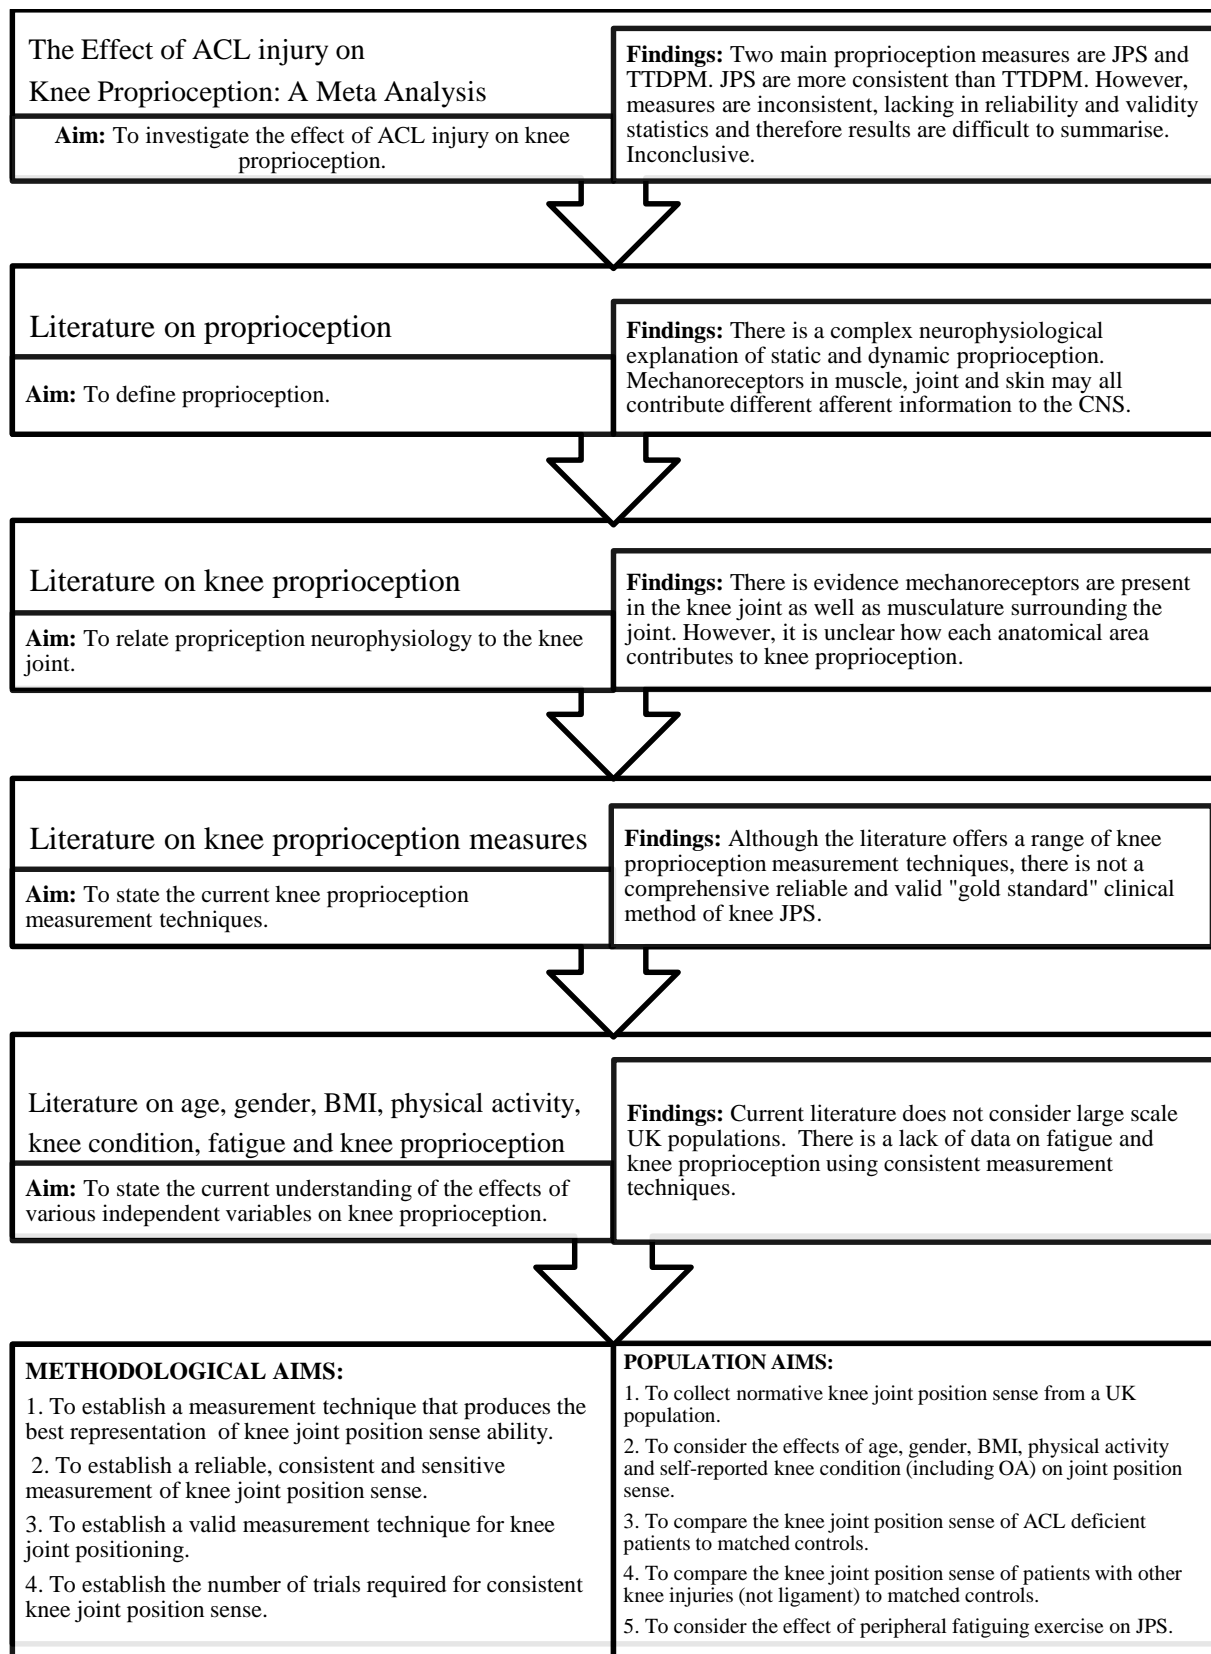 The Effect of ACL injury on
Knee Proprioception: A Meta Analysis
Aim: To investigate the effect of ACL injury on knee
proprioception.
Findings: Two main proprioception measures are JPS and
TTDPM. JPS are more consistent than TTDPM. However,
measures are inconsistent, lacking in reliability and validity
statistics and therefore results are difficult to summarise.
Inconclusive.
Literature on proprioception
Aim: To define proprioception.
Findings: There is a complex neurophysiological
explanation of static and dynamic proprioception.
Mechanoreceptors in muscle, joint and skin may all
contribute different afferent information to the CNS.
Literature on knee proprioception
Aim: To relate propriception neurophysiology to the knee
joint.
Findings: There is evidence mechanoreceptors are present
in the knee joint as well as musculature surrounding the
joint. However, it is unclear how each anatomical area
contributes to knee proprioception.
Literature on knee proprioception measures
Aim: To state the current knee proprioception
measurement techniques.
Findings: Although the literature offers a range of knee
proprioception measurement techniques, there is not a
comprehensive reliable and valid "gold standard" clinical
method of knee JPS.
Literature on age, gender, BMI, physical activity,
knee condition, fatigue and knee proprioception
Aim: To state the current understanding of the effects of
various independent variables on knee proprioception.
Findings: Current literature does not consider large scale
UK populations. There is a lack of data on fatigue and
knee proprioception using consistent measurement
techniques.
METHODOLOGICAL AIMS:
1. To establish a measurement technique that produces the
best representation of knee joint position sense ability.
2. To establish a reliable, consistent and sensitive
measurement of knee joint position sense.
3. To establish a valid measurement technique for knee
joint positioning.
4. To establish the number of trials required for consistent
knee joint position sense.
POPULATION AIMS:
1. To collect normative knee joint position sense from a UK
population.
2. To consider the effects of age, gender, BMI, physical activity
and self-reported knee condition (including OA) on joint position
sense.
3. To compare the knee joint position sense of ACL deficient
patients to matched controls.
4. To compare the knee joint position sense of patients with other
knee injuries (not ligament) to matched controls.
5. To consider the effect of peripheral fatiguing exercise on JPS.